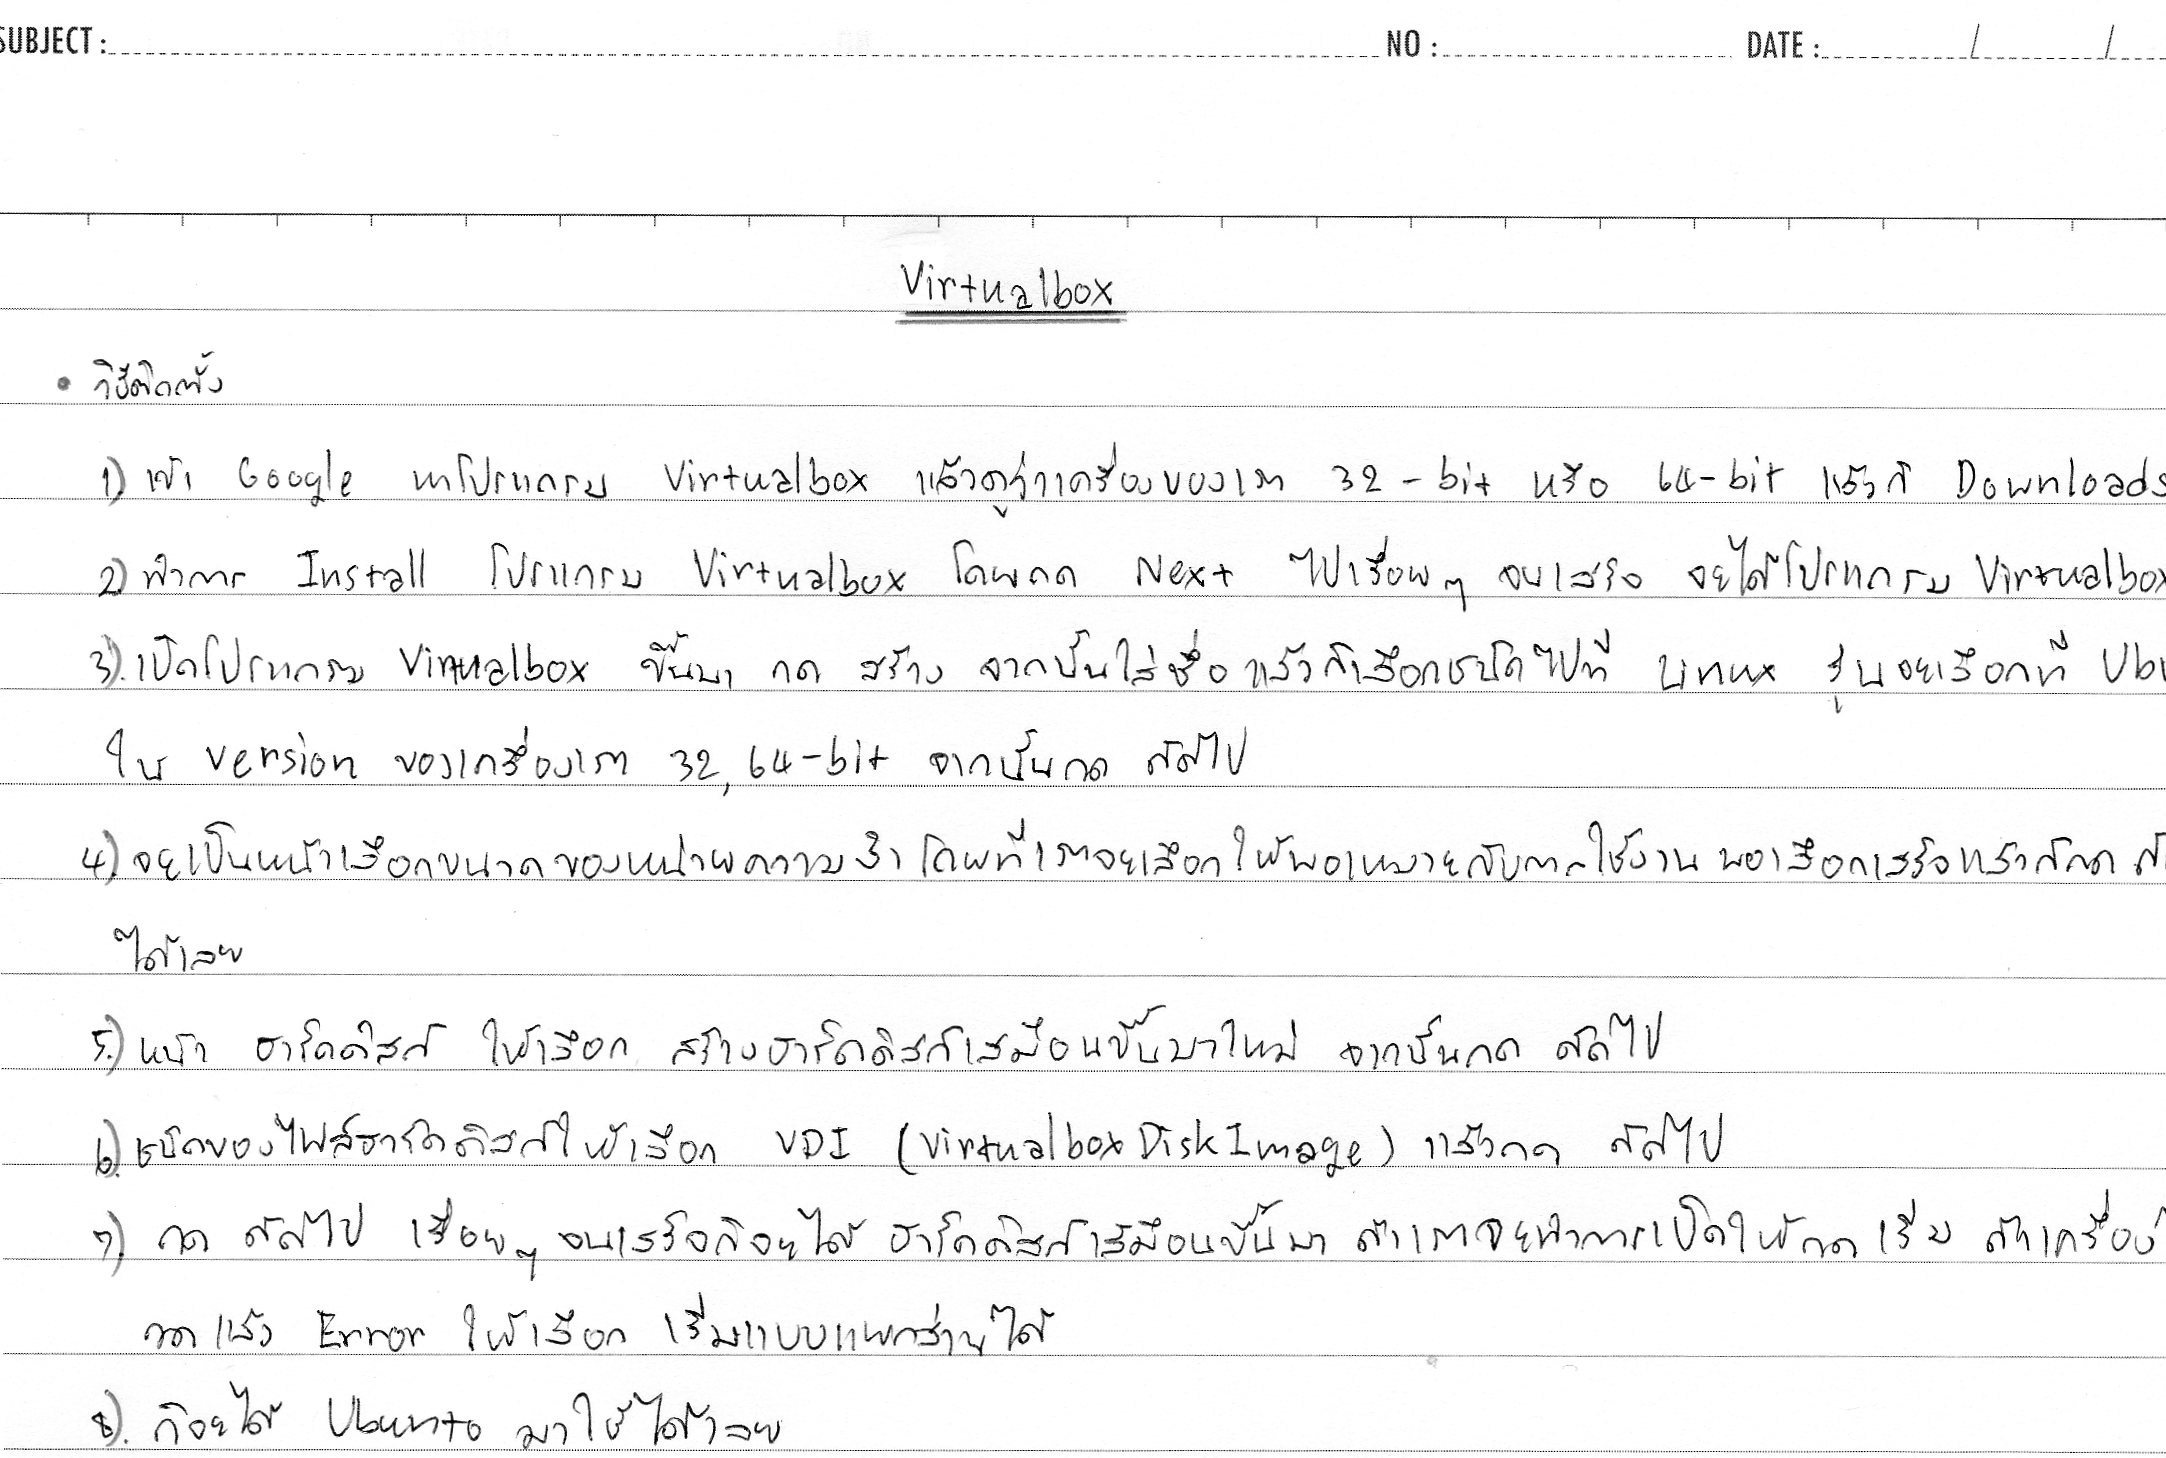 SUBJECT : NO : DATE : / /
Virtualbox
• วิธีติดตั้ง
1) เข้า Google หาโปรแกรม Virtualbox แล้วดูว่าเครื่องของเรา 32-bit หรือ 64-bit แล้วก็ Downloads
2) ทำการ Install โปรแกรม Virtualbox โดยกด Next ไปเรื่อยๆ จนเสร็จ จะได้โปรแกรม Virtualbox
3). เปิดโปรแกรม Virtualbox ขึ้นมา กด สร้าง จากนั้นใส่ชื่อ แล้วก็เลือกชนิดไปที่ Linux รุ่นจะเลือกที่
ใน version ของเครื่องเรา 32, 64-bit จากนั้นกด ถัดไป
4) จะเป็นหน้าเลือกขนาดของหน่วยความจำ โดยที่เราจะเลือกให้พอเหมาะกับการใช้งาน พอเลือกเสร็จแล้วก็กด
ได้เลย
5.) หน้า ฮาร์ดดิสก์ ให้เลือก สร้างฮาร์ดดิสก์เสมือนขึ้นมาใหม่ จากนั้นกด ถัดไป
6). ชนิดของไฟล์ฮาร์ดดิสก์ให้เลือก VDI (Virtualbox Disk Image) แล้วกด ถัดไป
7). กด ถัดไป เรื่อยๆ จนเสร็จก็จะได้ ฮาร์ดดิสก์เสมือนขึ้นมา ถ้าเราจะทำการเปิดให้กด เริ่ม ถ้าเครื่อง
กดแล้ว Error ให้เลือก เริ่มแบบแยกส่วนได้
8). ก็จะได้ Ubunto มาใช้ได้เลย